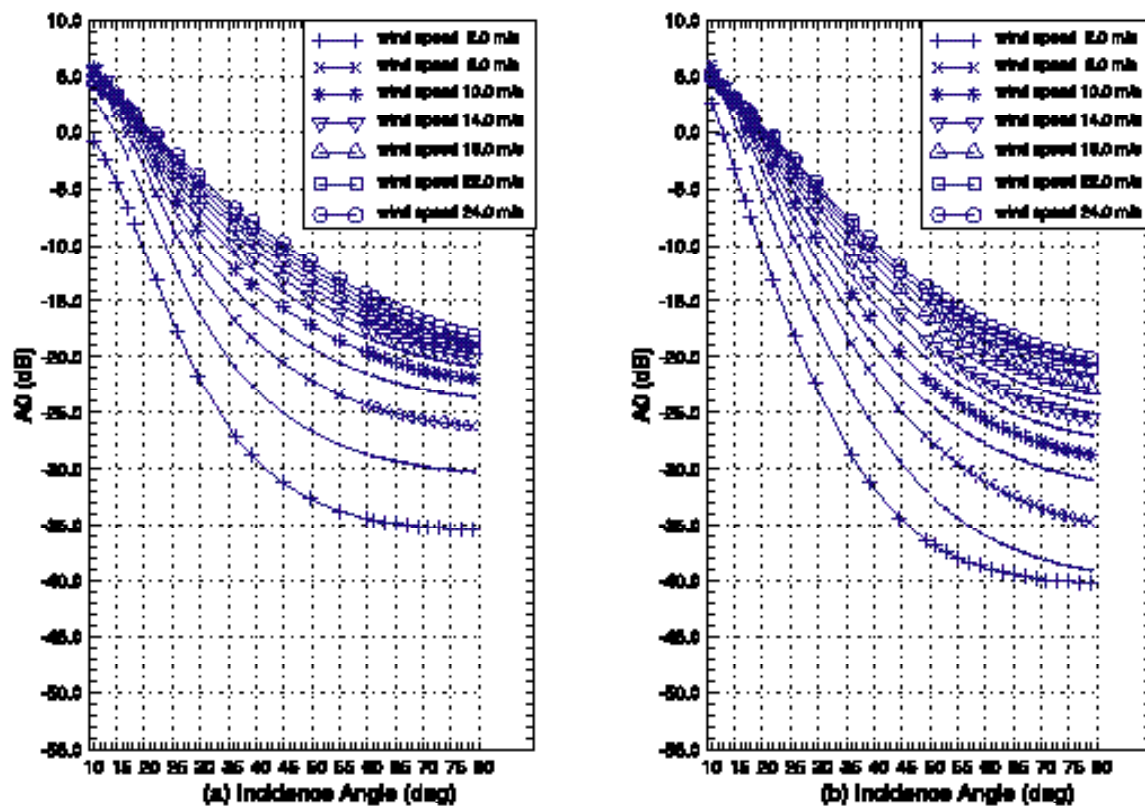 10.0
5.0
0.0
-5.0
-10.0
-15.0
-20.0
-25.0
-30.0
-35.0
-40.0
-45.0
-50.0
-55.0
A0 (dB)
wind speed 2.0 m/s
wind speed 6.0 m/s
wind speed 10.0 m/s
wind speed 14.0 m/s
wind speed 18.0 m/s
wind speed 22.0 m/s
wind speed 24.0 m/s
10 15 20 25 30 35 40 45 50 55 60 65 70 75 80
(a) Incidence Angle (deg)
10.0
5.0
0.0
-5.0
-10.0
-15.0
-20.0
-25.0
-30.0
-35.0
-40.0
-45.0
-50.0
-55.0
A0 (dB)
wind speed 2.0 m/s
wind speed 6.0 m/s
wind speed 10.0 m/s
wind speed 14.0 m/s
wind speed 18.0 m/s
wind speed 22.0 m/s
wind speed 24.0 m/s
10 15 20 25 30 35 40 45 50 55 60 65 70 75 80
(b) Incidence Angle (deg)